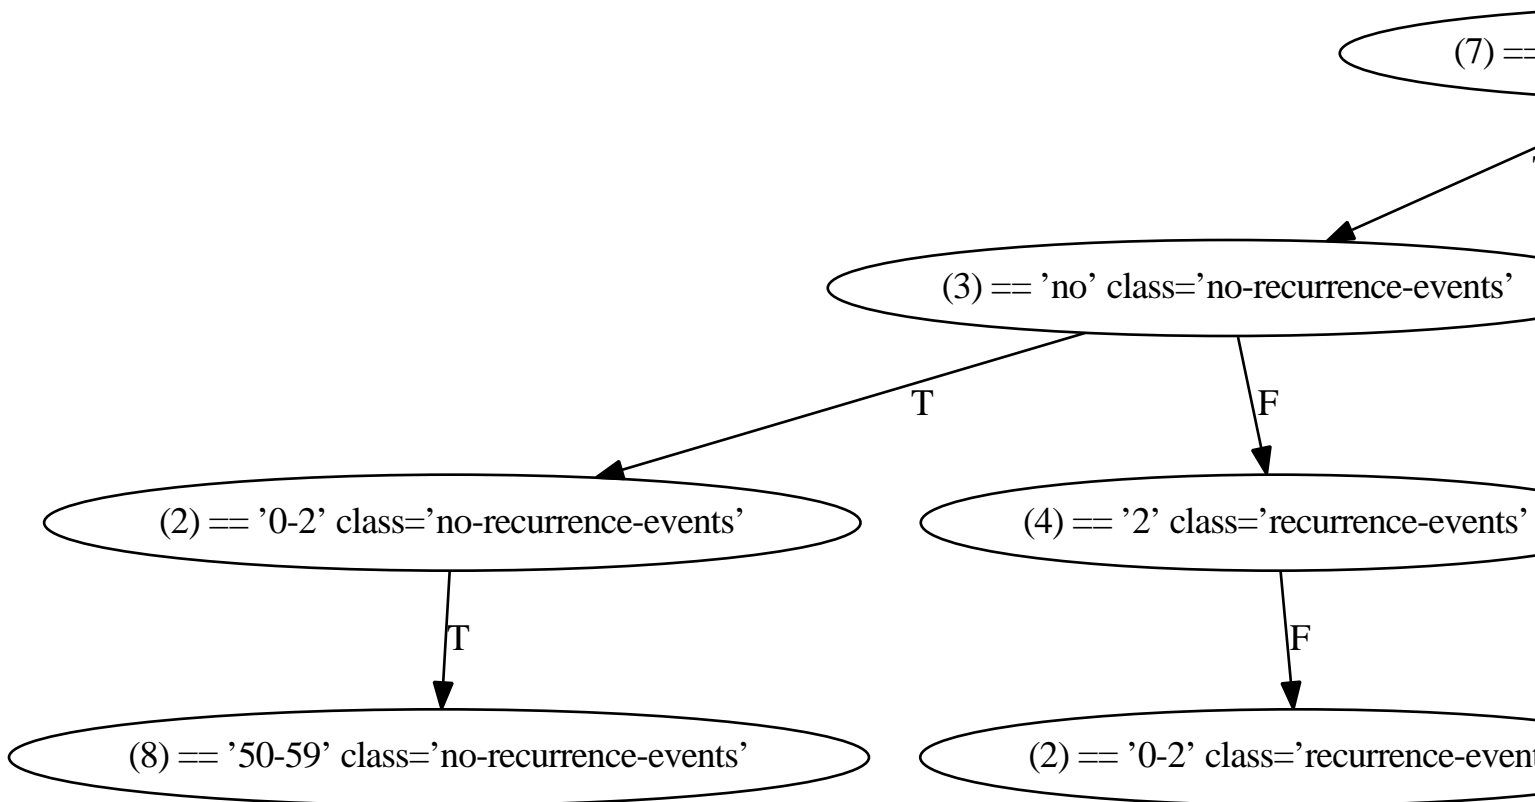 (7) ==
(3) == ’no’ class=’no-recurrence-events’
T
F
(2) == ’0-2’ class=’no-recurrence-events’
(4) == ’2’ class=’recurrence-events’
T
F
(8) == ’50-59’ class=’no-recurrence-events’
(2) == ’0-2’ class=’recurrence-event